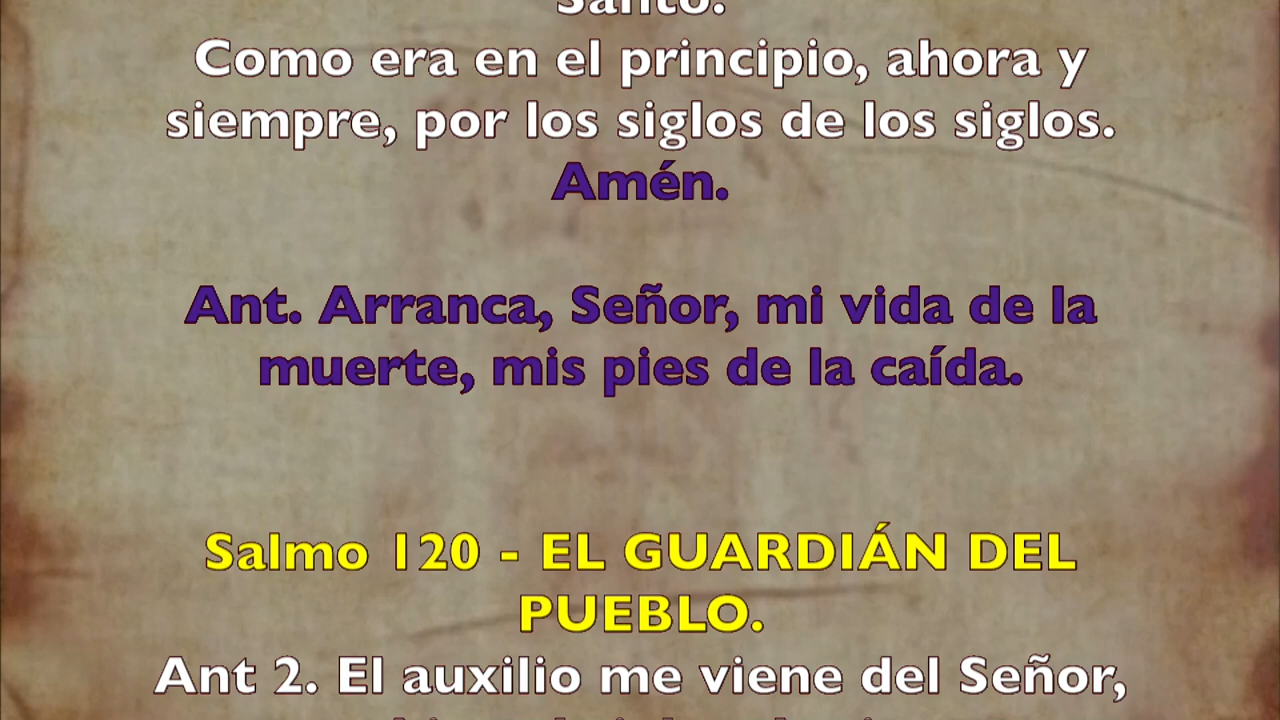 Santo.
Como era en el principio, ahora y
siempre, por los siglos de los siglos.
Amén.
Ant. Arranca, Señor, mi vida de la
muerte, mis pies de la caída.
Salmo 120 - EL GUARDIÁN DEL
PUEBLO.
Ant 2. El auxilio me viene del Señor,